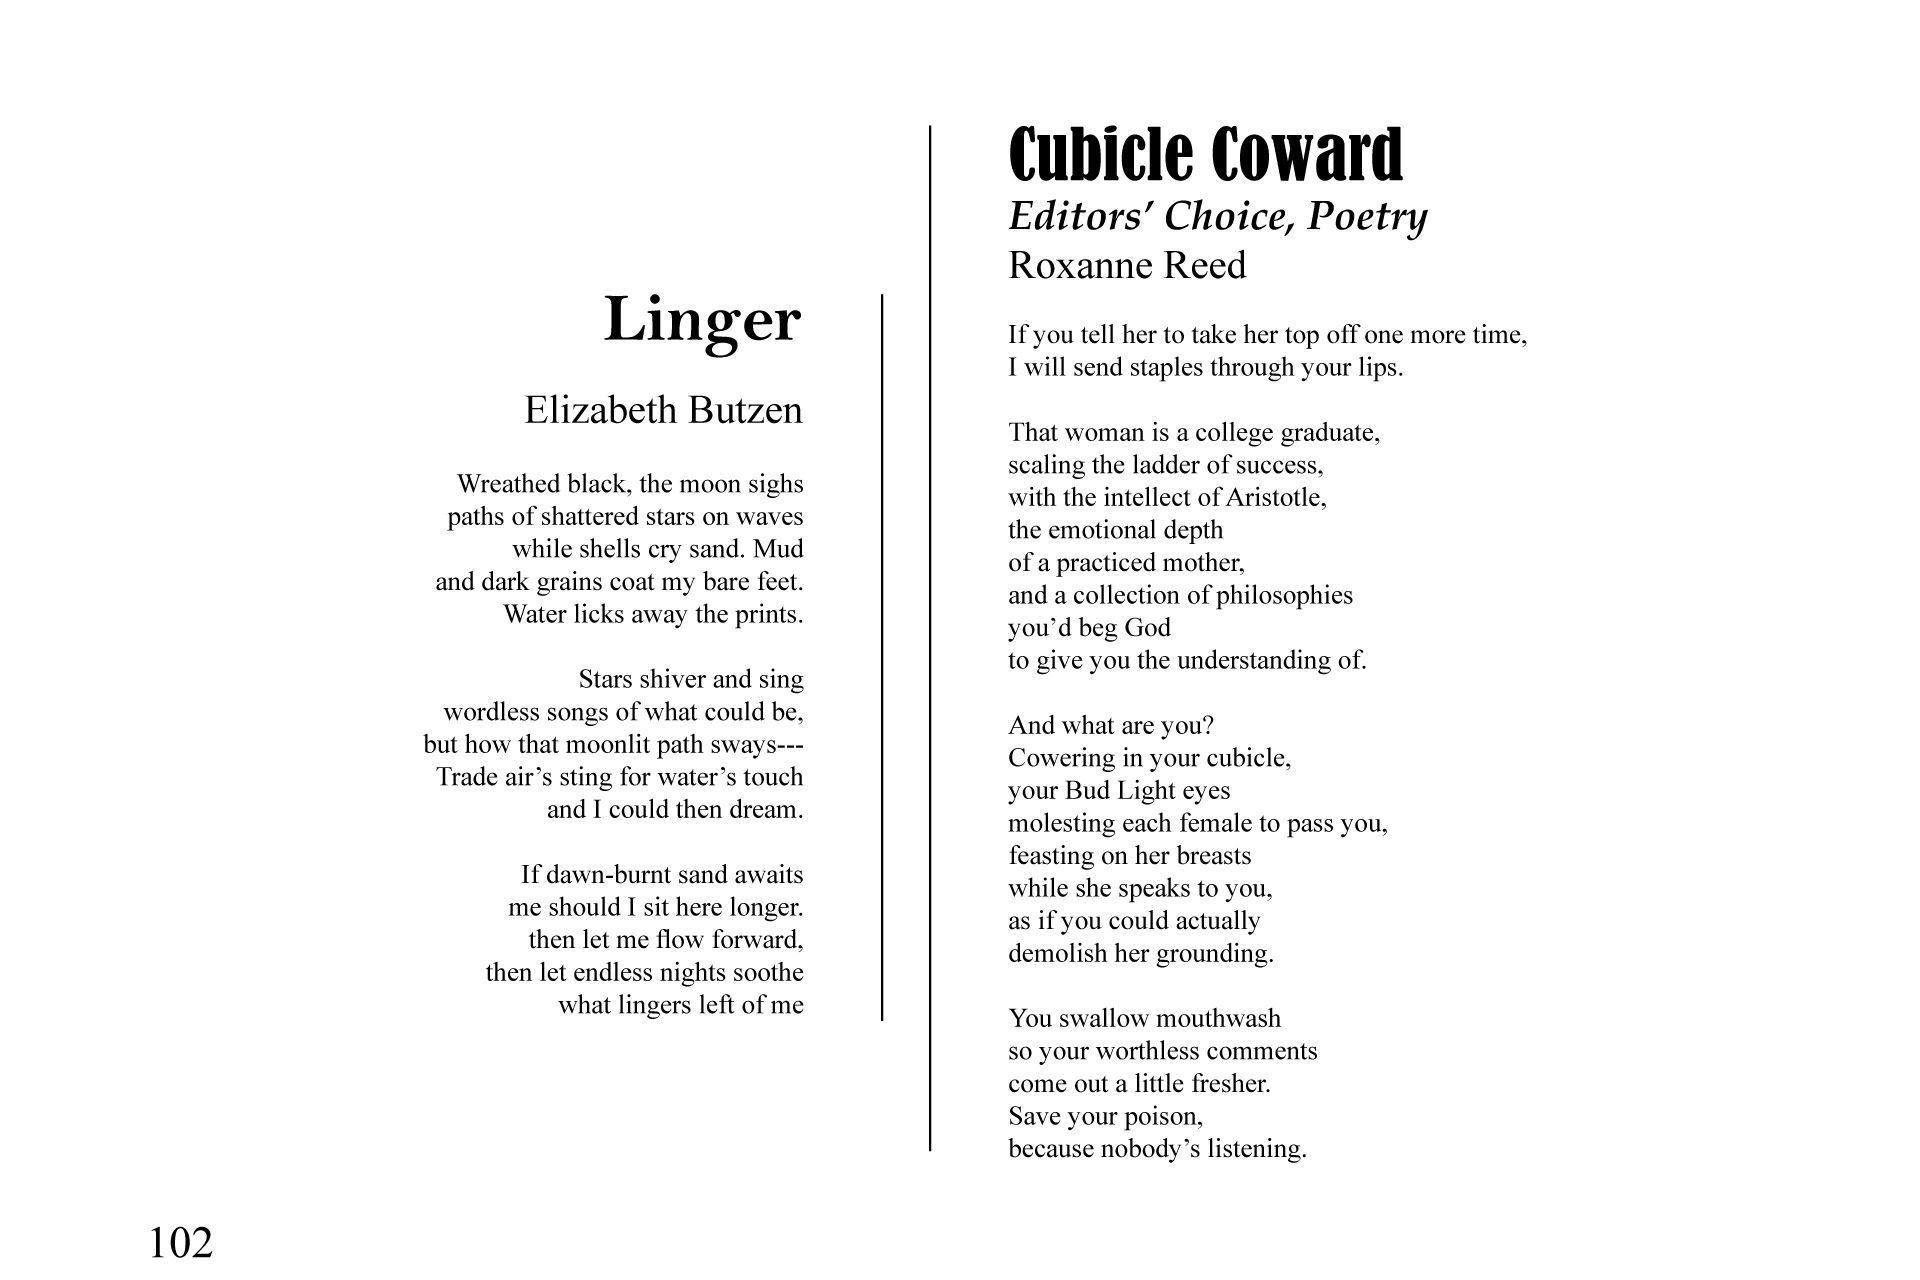 Linger
Elizabeth Butzen
Wreathed black, the moon sighs
paths of shattered stars on waves
while shells cry sand. Mud
and dark grains coat my bare feet.
Water licks away the prints.
Stars shiver and sing
wordless songs of what could be,
but how that moonlit path sways---
Trade air’s sting for water’s touch
and I could then dream.
If dawn-burnt sand awaits
me should I sit here longer.
then let me flow forward,
then let endless nights soothe
what lingers left of me
Cubicle Coward
Editors’ Choice, Poetry
Roxanne Reed
If you tell her to take her top off one more time,
I will send staples through your lips.
That woman is a college graduate,
scaling the ladder of success,
with the intellect of Aristotle,
the emotional depth
of a practiced mother,
and a collection of philosophies
you’d beg God
to give you the understanding of.
And what are you?
Cowering in your cubicle,
your Bud Light eyes
molesting each female to pass you,
feasting on her breasts
while she speaks to you,
as if you could actually
demolish her grounding.
You swallow mouthwash
so your worthless comments
come out a little fresher.
Save your poison,
because nobody’s listening.
102